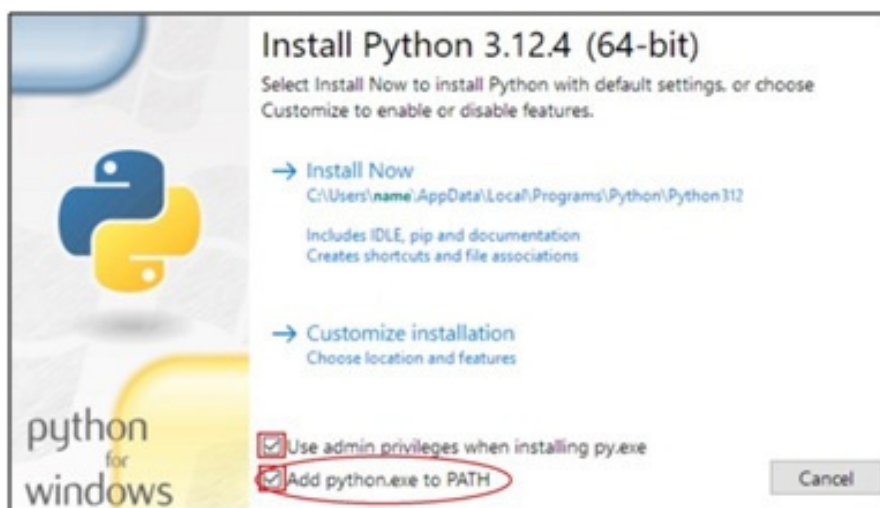 Install Python 3.12.4 (64-bit)
Select Install Now to install Python with default settings, or choose
Customize to enable or disable features.
→ Install Now
C:\Users\name\AppData\Local\Programs\Python\Python312
Includes IDLE, pip and documentation
Creates shortcuts and file associations
→ Customize installation
Choose location and features
python
for
windows
Use admin privileges when installing py.exe
Add python.exe to PATH
Cancel